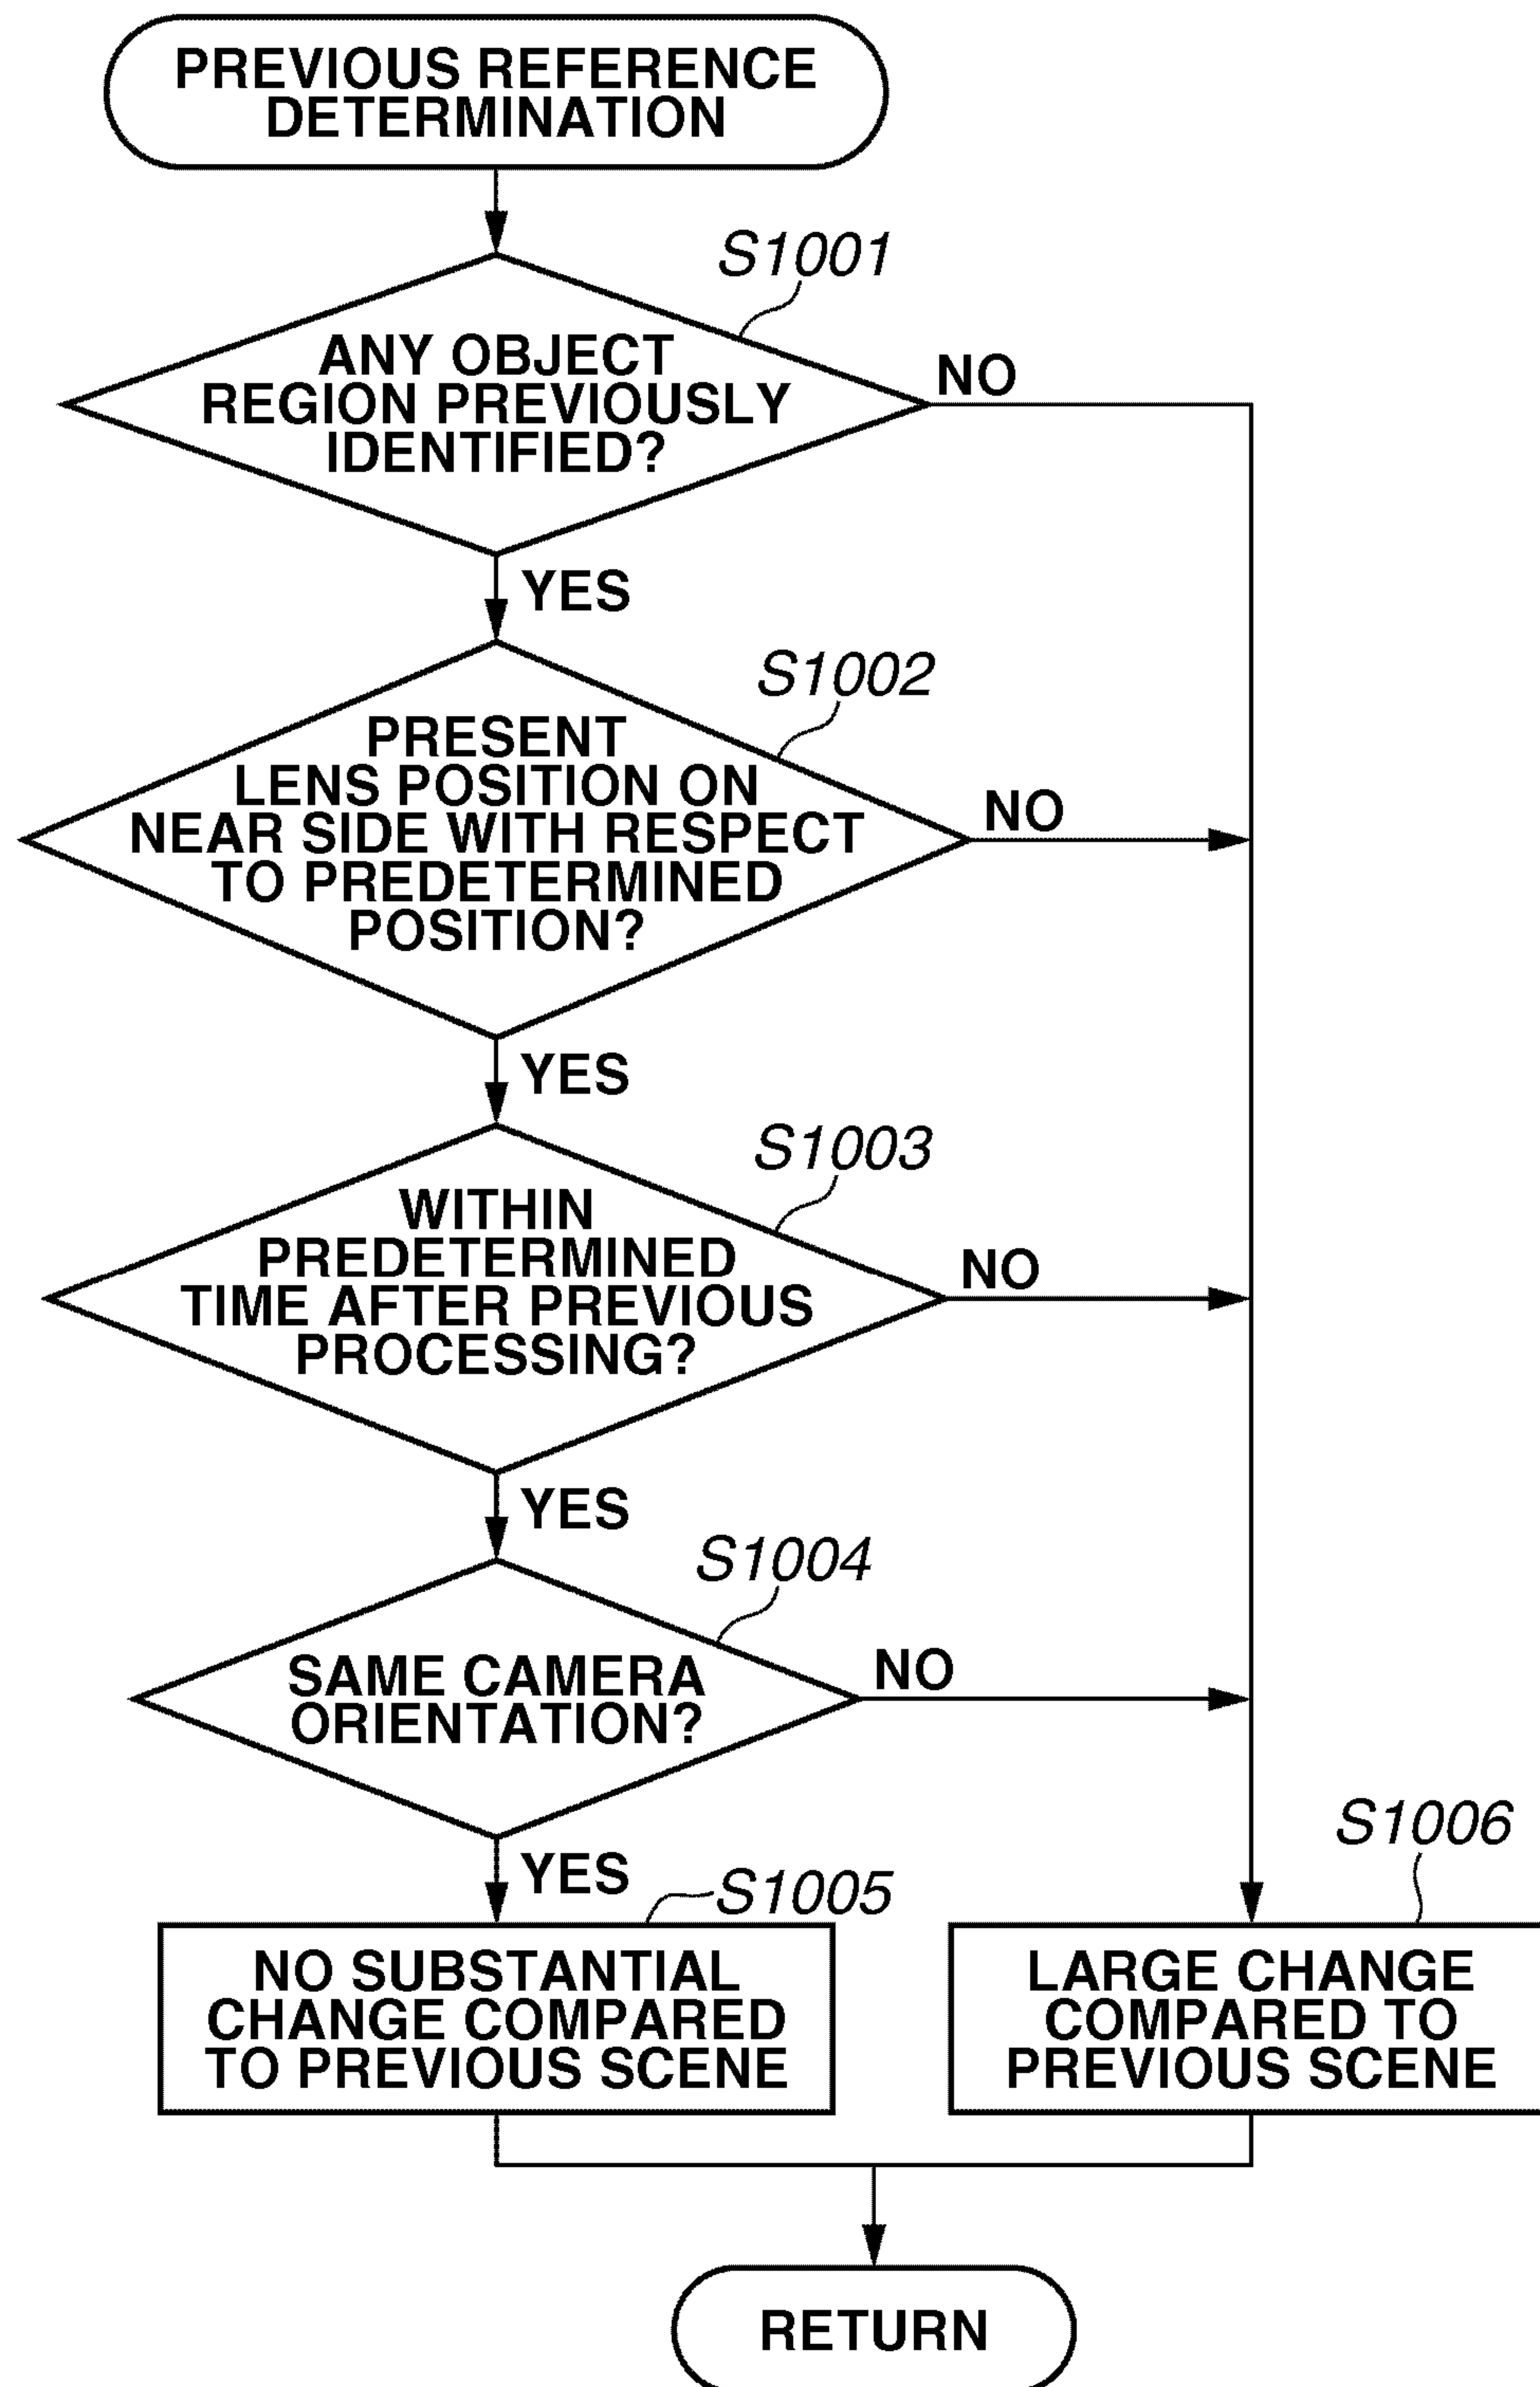 PREVIOUS REFERENCE
DETERMINATION
S1001
ANY OBJECT
REGION PREVIOUSLY
IDENTIFIED?
NO
YES
S1002
PRESENT
LENS POSITION ON
NEAR SIDE WITH RESPECT
TO PREDETERMINED
POSITION?
NO
YES
S1003
WITHIN
PREDETERMINED
TIME AFTER PREVIOUS
PROCESSING?
NO
YES
S1004
SAME CAMERA
ORIENTATION?
NO
YES
S1005
NO SUBSTANTIAL
CHANGE COMPARED
TO PREVIOUS SCENE
S1006
LARGE CHANGE
COMPARED TO
PREVIOUS SCENE
RETURN